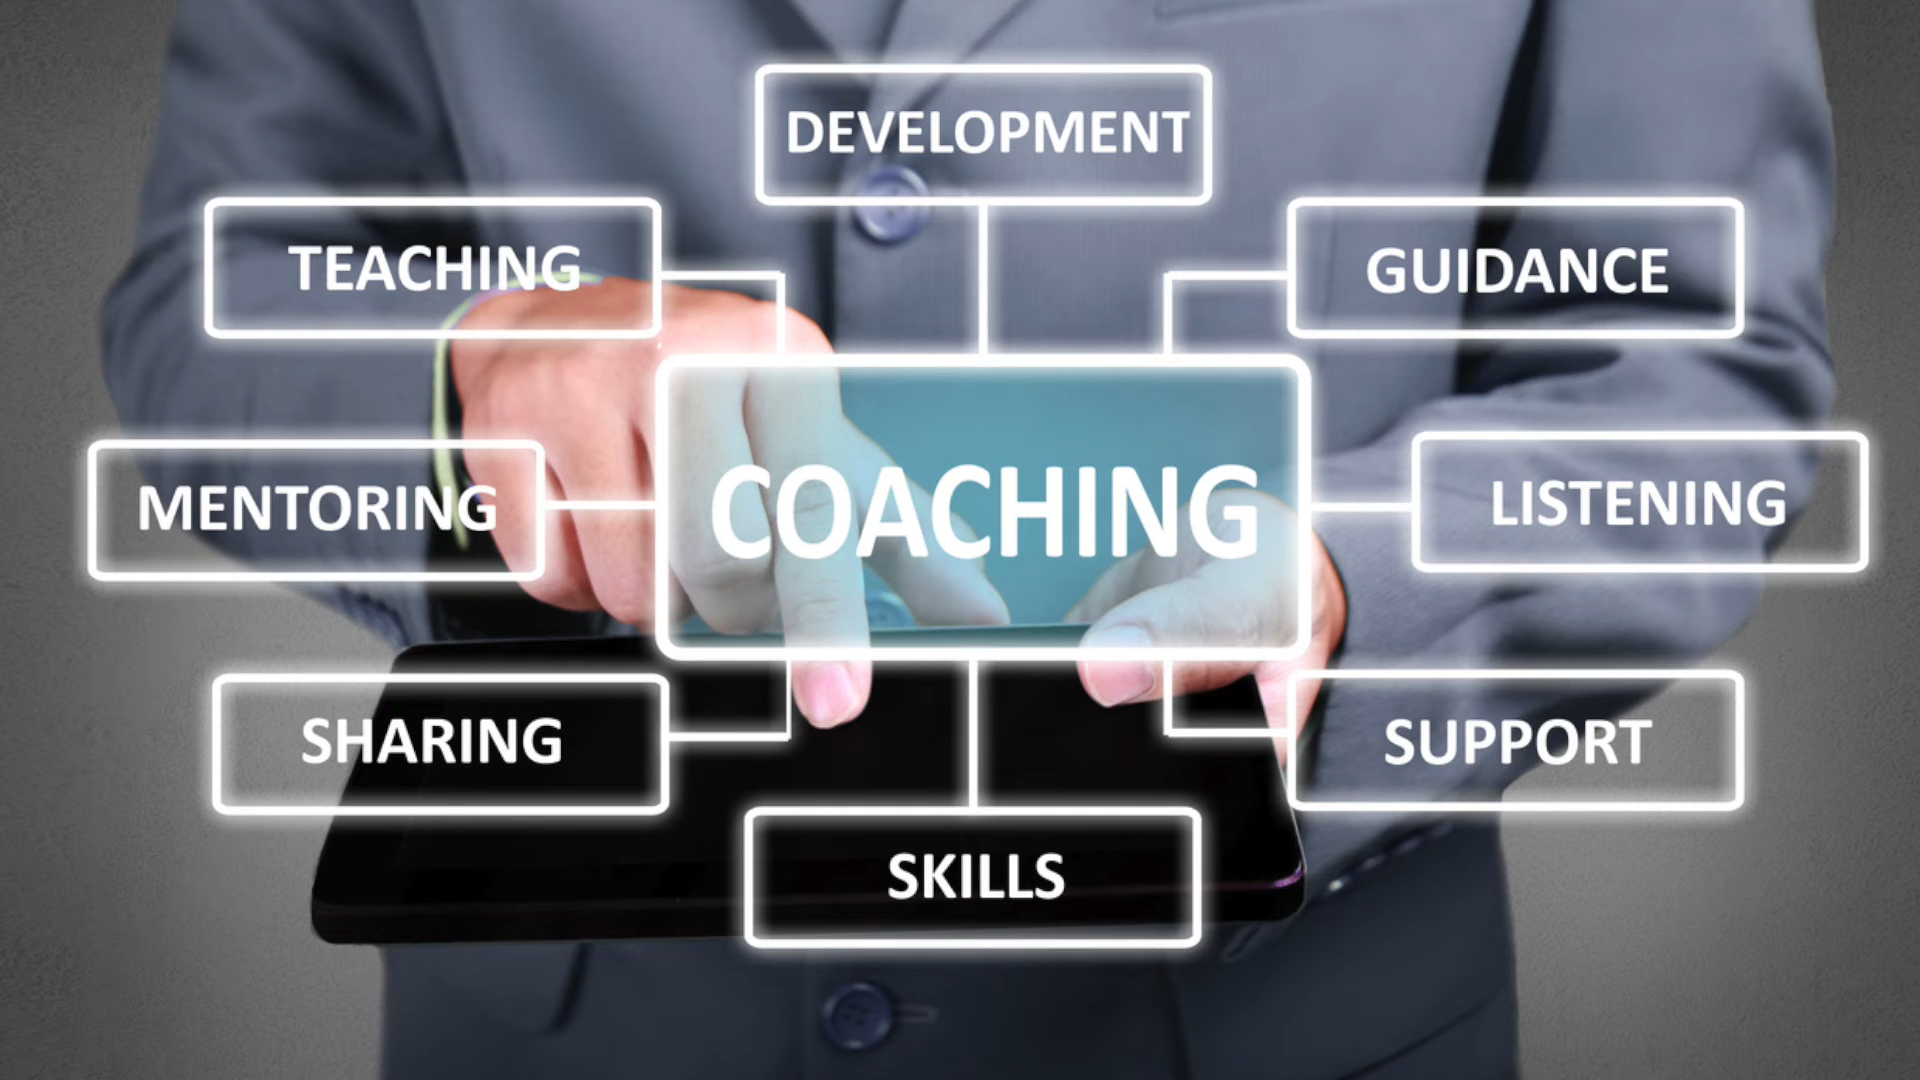 DEVELOPMENT
TEACHING
GUIDANCE
MENTORING
COACHING
LISTENING
SHARING
SUPPORT
SKILLS